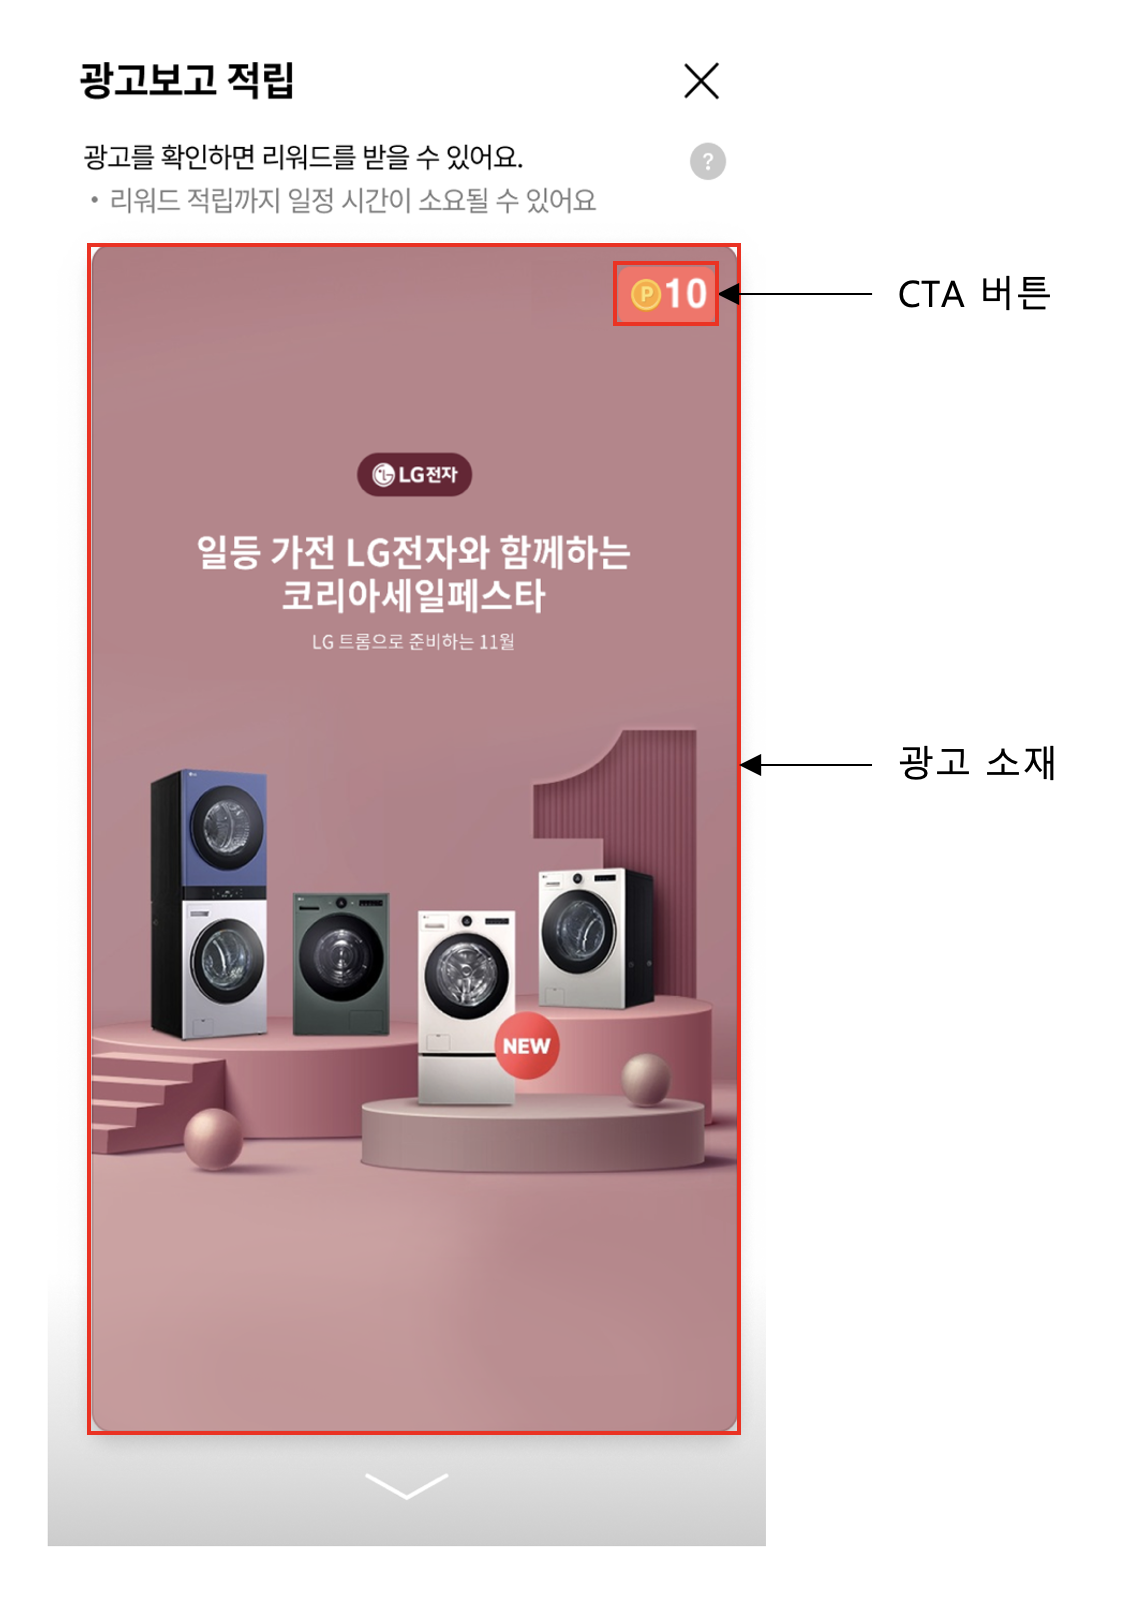 광고보고 적립
광고를 확인하면 리워드를 받을 수 있어요.
?
• 리워드 적립까지 일정 시간이 소요될 수 있어요
P 10
CTA 버튼
LG전자
일등 가전 LG전자와 함께하는
코리아세일페스타
LG 트롬으로 준비하는 11월
광고 소재
1
NEW